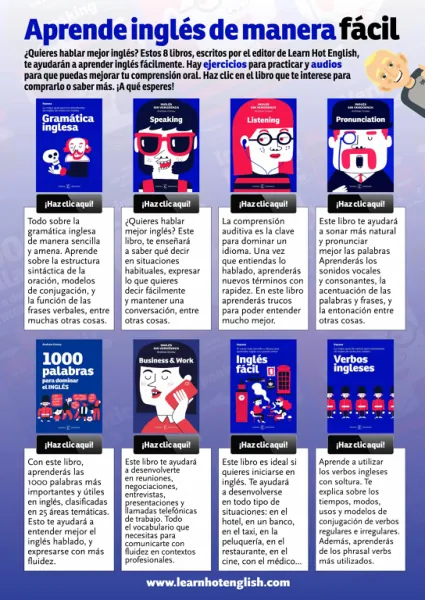 Aprende inglés de manera fácil
¿Quieres hablar mejor inglés? Estos 8 libros, escritos por el editor de Learn Hot English,
te ayudarán a aprender inglés fácilmente. Hay ejercicios para practicar y audios
para que puedas mejorar tu comprensión oral. Haz clic en el libro que te interese para
comprarlo o saber más. ¡A qué esperes!
Gramática
inglesa
INGLÉS
SIN VERGÜENZA
Speaking
INGLÉS
SIN VERGÜENZA
Listening
INGLÉS
SIN VERGÜENZA
Pronunciation
¡Haz clic aquí!
¡Haz clic aquí!
¡Haz clic aquí!
¡Haz clic aquí!
Todo sobre la
gramática inglesa
de manera sencilla
y amena. Aprende
sobre la estructura
sintáctica de la
oración, modelos
de conjugación, y
la función de las
frases verbales, entre
muchas otras cosas.
¿Quieres hablar
mejor inglés? Este
libro, te enseñará
a saber qué decir
en situaciones
habituales, expresar
lo que quieres
decir fácilmente
y mantener una
conversación, entre
otras cosas.
La comprensión
auditiva es la clave
para dominar un
idioma. Una vez
que entiendas lo
hablado, aprenderás
nuevos términos con
rapidez. En este libro
aprenderás trucos
para poder entender
mucho mejor.
Este libro te ayudará
a sonar más natural
y pronunciar
mejor las palabras
Aprenderás los
sonidos vocales
y consonantes, la
acentuación de las
palabras y frases, y
la entonación entre
otras cosas.
1000
palabras
para dominar
el INGLÉS
INGLÉS
SIN VERGÜENZA
Business & Work
Inglés
fácil
Verbos
ingleses
¡Haz clic aquí!
¡Haz clic aquí!
¡Haz clic aquí!
¡Haz clic aquí!
Con este libro,
aprenderás las
1000 palabras más
importantes y útiles
en inglés, clasificadas
en 25 áreas temáticas.
Esto te ayudará a
entender mejor el
inglés hablado, y
expresarse con más
fluidez.
Este libro te ayudará
a desenvolverte
en reuniones,
negociaciones,
entrevistas,
presentaciones y
llamadas telefónicas
de trabajo. Todo
el vocabulario que
necesitas para
comunicarte con
fluidez en contextos
profesionales.
Este libro es ideal si
quieres iniciarse en
inglés. Te ayudará
a desenvolverse
en todo tipo de
situaciones: en el
hotel, en un banco,
en el taxi, en la
peluquería, en el
restaurante, en el
cine, con el médico...
Aprende a utilizar
los verbos ingleses
con soltura. Te
explica sobre los
tiempos, modos,
usos y modelos de
conjugación de verbos
regulares e irregulares.
Además, aprenderás
de los phrasal verbs
más utilizados.
www.learnhotenglish.com